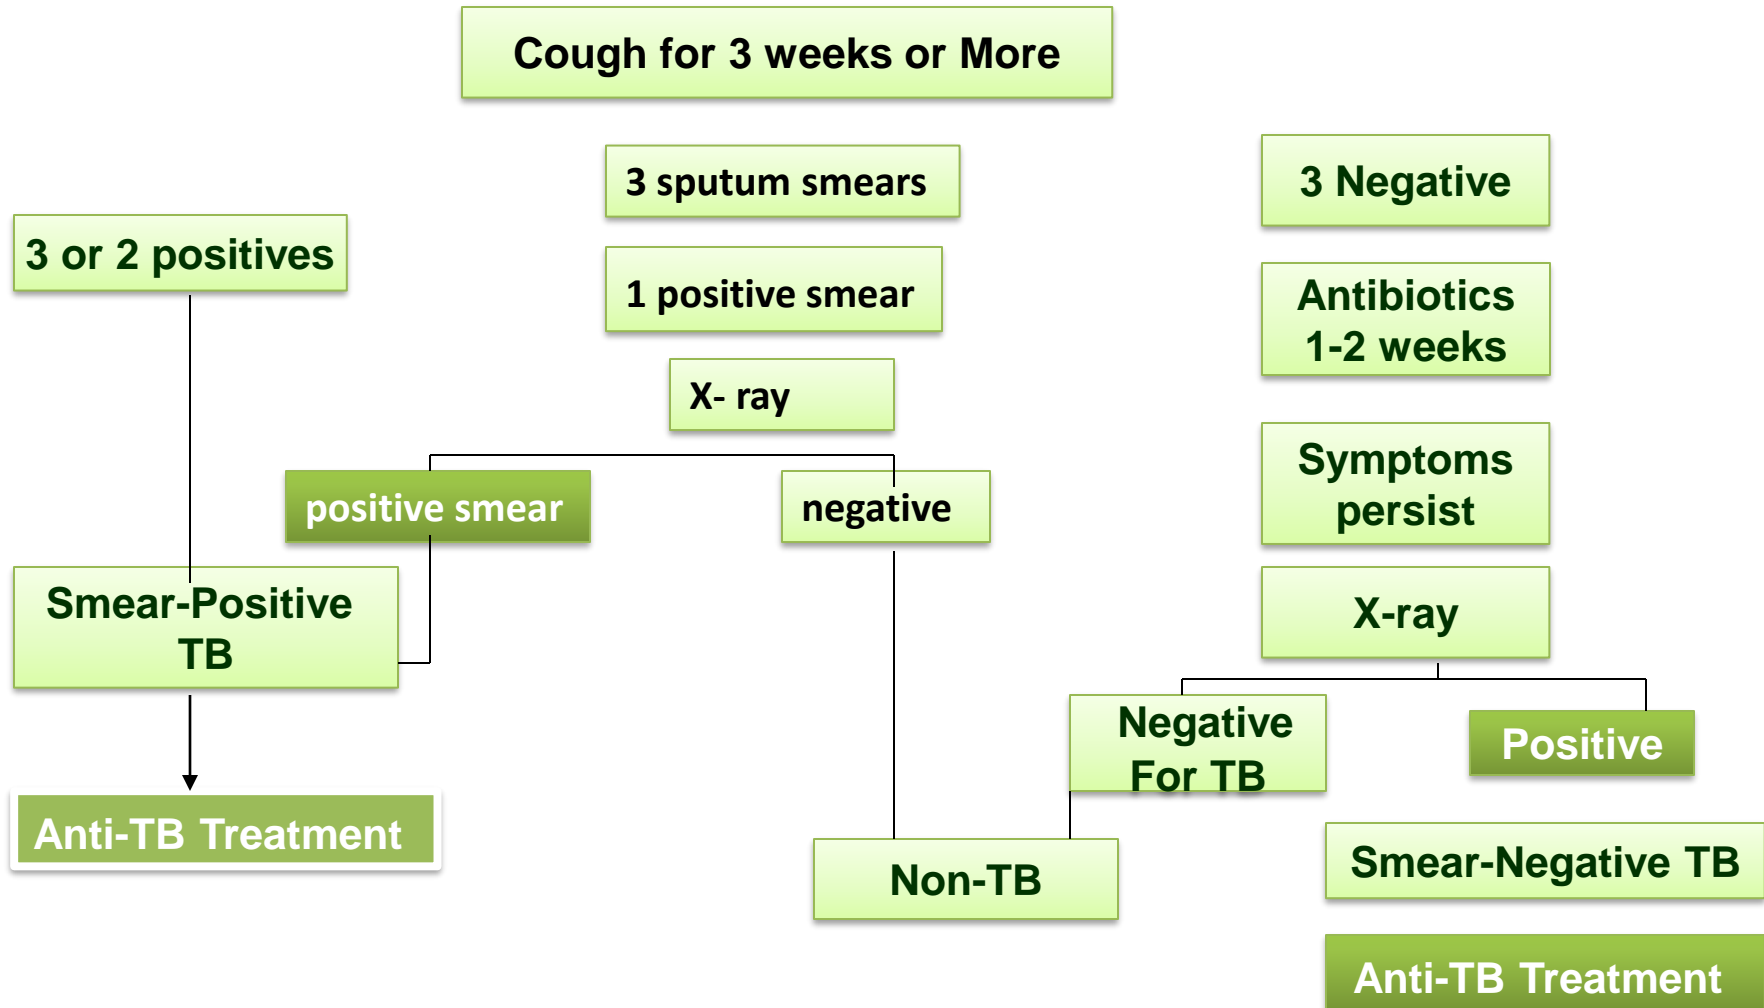 Cough for 3 weeks or More
3 sputum smears
3 Negative
3 or 2 positives
1 positive smear
Antibiotics
1-2 weeks
X- ray
Symptoms
persist
positive smear
negative
Smear-Positive
TB
X-ray
Negative
For TB
Positive
Anti-TB Treatment
Non-TB
Smear-Negative TB
Anti-TB Treatment